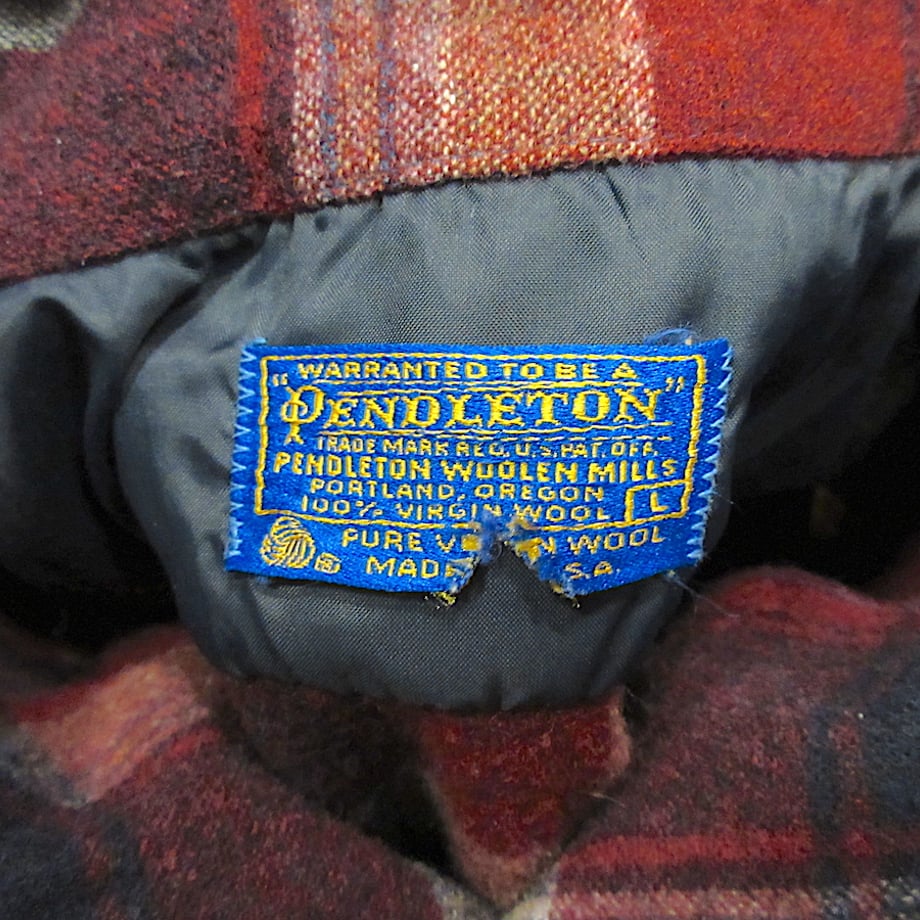 WARRANTED TO BE A
"PENDLETON"
TRADE MARK REG. U.S. PAT. OFF.
PENDLETON WOOLEN MILLS
PORTLAND, OREGON
100% VIRGIN WOOL L
PURE V N WOOL
MADE S.A.